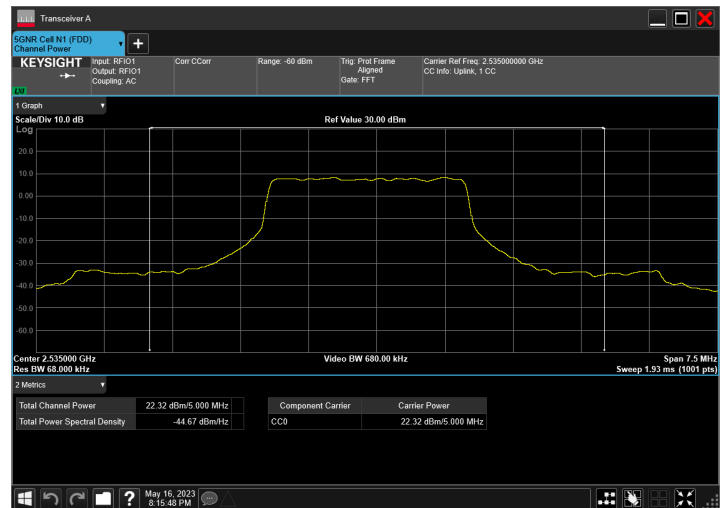 Transceiver A
5GNR Cell N1 (FDD)
Channel Power
KEYSIGHT
LXI
Input: RFIO1
Output: RFIO1
Coupling: AC
Corr CCorr
Range: -60 dBm
Trig: Prot Frame
Aligned
Gate: FFT
Carrier Ref Freq: 2.535000000 GHz
CC Info: Uplink, 1 CC
1 Graph
Scale/Div 10.0 dB
Ref Value 30.00 dBm
Log
20.0
10.0
0.00
-10.0
-20.0
-30.0
-40.0
-50.0
-60.0
Center 2.535000 GHz
Video BW 680.00 kHz
Span 7.5 MHz
Res BW 68.000 kHz
Sweep 1.93 ms (1001 pts)
2 Metrics
Total Channel Power 22.32 dBm/5.000 MHz
Total Power Spectral Density -44.67 dBm/Hz
Component Carrier Carrier Power
CC0 22.32 dBm/5.000 MHz
May 16, 2023
8:15:48 PM